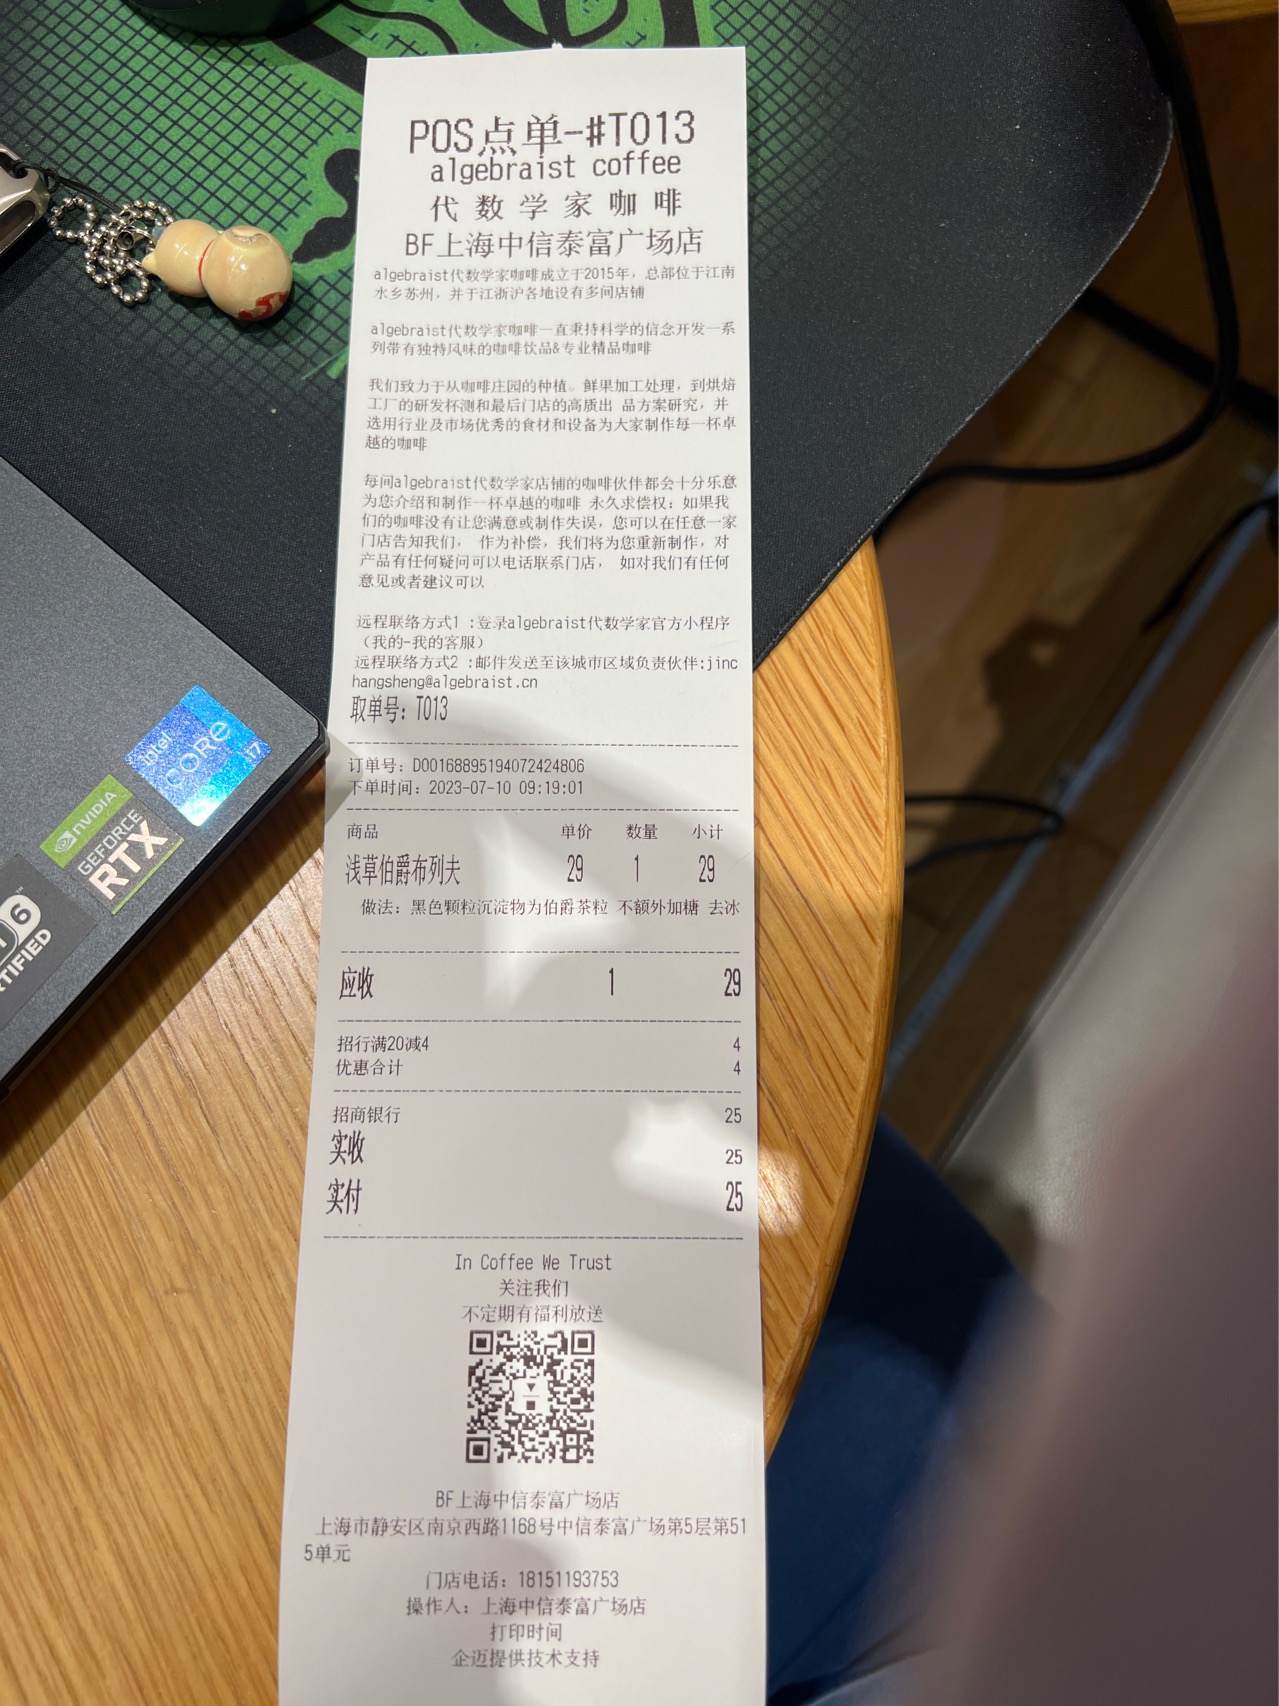 POS点单-#T013
algebraist coffee
代数学家咖啡
BF上海中信泰富广场店
algebraist代数学家咖啡成立于2015年，总部位于江南
水乡苏州，并于江浙沪各地设有多间店铺
algebraist代数学家咖啡一直秉持科学的信念开发一系
列带有独特风味的咖啡饮品&专业精品咖啡
我们致力于从咖啡庄园的种植。鲜果加工处理，到烘焙
工厂的研发杯测和最后门店的高质出 品方案研究，并
选用行业及市场优秀的食材和设备为大家制作每一杯卓
越的咖啡
每间algebraist代数学家店铺的咖啡伙伴都会十分乐意
为您介绍和制作一杯卓越的咖啡 永久求偿权：如果我
们的咖啡没有让您满意或制作失误，您可以在任意一家
门店告知我们， 作为补偿，我们将为您重新制作，对
产品有任何疑问可以电话联系门店， 如对我们有任何
意见或者建议可以
远程联络方式1 :登录algebraist代数学家官方小程序
（我的-我的客服）
远程联络方式2 :邮件发送至该城市区域负责伙伴:jinc
hangsheng@algebraist.cn
取单号：T013
订单号：D00168895194072424806
下单时间：2023-07-10 09:19:01
商品 单价 数量 小计
浅草伯爵布列夫 29 1 29
做法：黑色颗粒沉淀物为伯爵茶粒 不额外加糖 去冰
应收 1 29
招行满20减4 4
优惠合计 4
招商银行 25
实收 25
实付 25
In Coffee We Trust
关注我们
不定期有福利放送
BF上海中信泰富广场店
上海市静安区南京西路1168号中信泰富广场第5层第51
5单元
门店电话：18151193753
操作人：上海中信泰富广场店
打印时间
企迈提供技术支持
intel
CORE
i7
NVIDIA
GEFORCE
RTX
6
RTIFIED